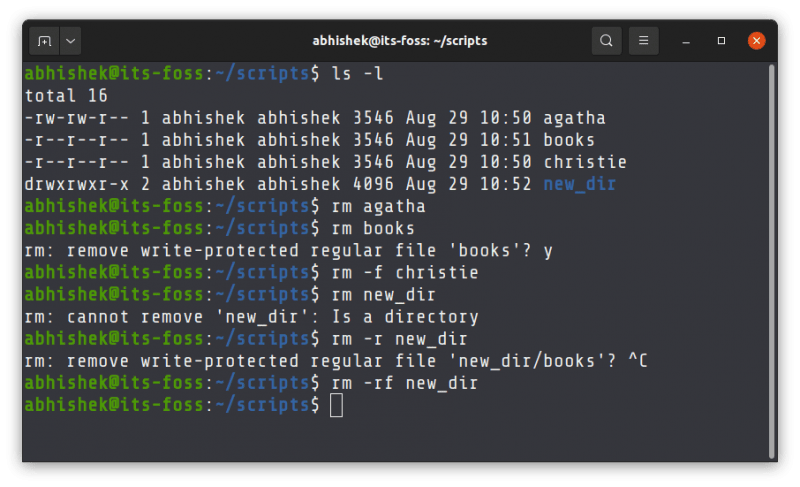 abhishek@its-foss: ~/scripts
abhishek@its-foss:~/scripts$ ls -l
total 16
-rw-rw-r-- 1 abhishek abhishek 3546 Aug 29 10:50 agatha
-r--r--r-- 1 abhishek abhishek 3546 Aug 29 10:51 books
-r--r--r-- 1 abhishek abhishek 3546 Aug 29 10:50 christie
drwxrwxr-x 2 abhishek abhishek 4096 Aug 29 10:52 new_dir
abhishek@its-foss:~/scripts$ rm agatha
abhishek@its-foss:~/scripts$ rm books
rm: remove write-protected regular file 'books'? y
abhishek@its-foss:~/scripts$ rm -f christie
abhishek@its-foss:~/scripts$ rm new_dir
rm: cannot remove 'new_dir': Is a directory
abhishek@its-foss:~/scripts$ rm -r new_dir
rm: remove write-protected regular file 'new_dir/books'? ^C
abhishek@its-foss:~/scripts$ rm -rf new_dir
abhishek@its-foss:~/scripts$